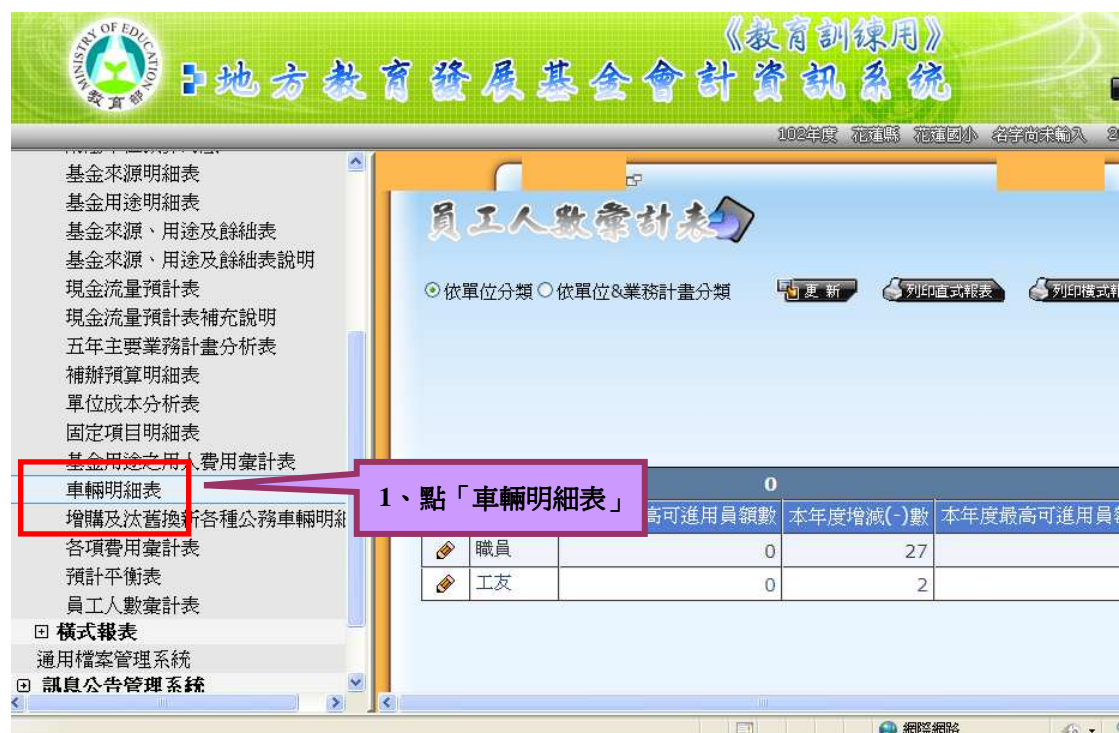 MINISTRY OF EDUCATION
教育部
《教育訓練用》
地方教育發展基金會計資訊系統
102年度 花蓮縣 花蓮國小 名字尚未輸入
基金來源明細表
基金用途明細表
基金來源、用途及餘絀表
基金來源、用途及餘絀表說明
現金流量預計表
現金流量預計表補充說明
五年主要業務計畫分析表
補辦預算明細表
單位成本分析表
固定項目明細表
基金用途之用人費用彙計表
車輛明細表
增購及汰舊換新各種公務車輛明細
各項費用彙計表
預計平衡表
員工人數彙計表
橫式報表
通用檔案管理系統
訊息公告管理系統
員工人數彙計表
依單位分類 依單位&業務計畫分類 更新 列印直式報表 列印橫式報
1、點「車輛明細表」
0
高可進用員額數 本年度增減(-)數 本年度最高可進用員額
職員 0 27
工友 0 2
網際網路